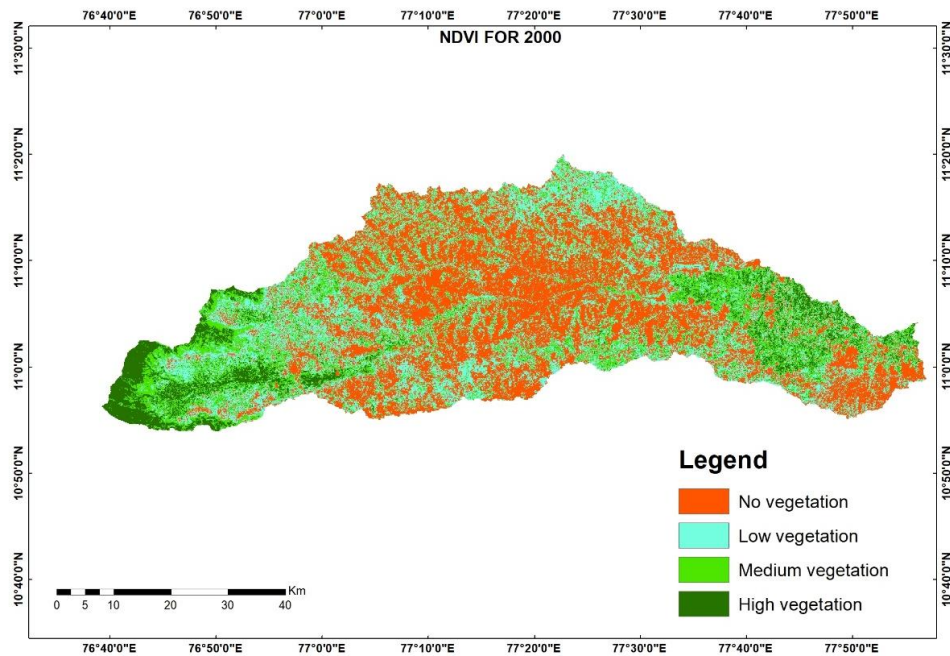 76°40'0"E 76°50'0"E 77°0'0"E 77°10'0"E 77°20'0"E 77°30'0"E 77°40'0"E 77°50'0"E
NDVI FOR 2000
11°30'0"N 11°30'0"N
11°20'0"N 11°20'0"N
11°10'0"N 11°10'0"N
11°0'0"N 11°0'0"N
10°50'0"N 10°50'0"N
10°40'0"N 10°40'0"N
Legend
No vegetation
Low vegetation
Medium vegetation
High vegetation
Km
0 5 10 20 30 40
76°40'0"E 76°50'0"E 77°0'0"E 77°10'0"E 77°20'0"E 77°30'0"E 77°40'0"E 77°50'0"E